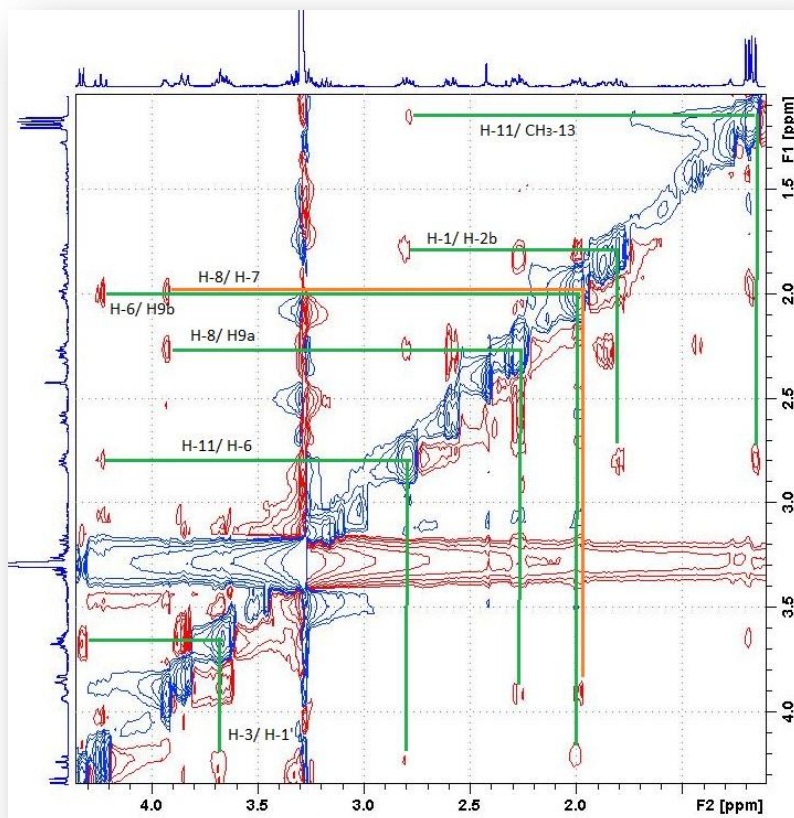 F1 [ppm]
H-11/ CH₃-13
1.5
H-1/ H-2b
H-8/ H-7
2.0
H-6/ H9b
H-8/ H9a
2.5
H-11/ H-6
3.0
3.5
4.0
H-3/ H-1'
4.0 3.5 3.0 2.5 2.0 F2 [ppm]